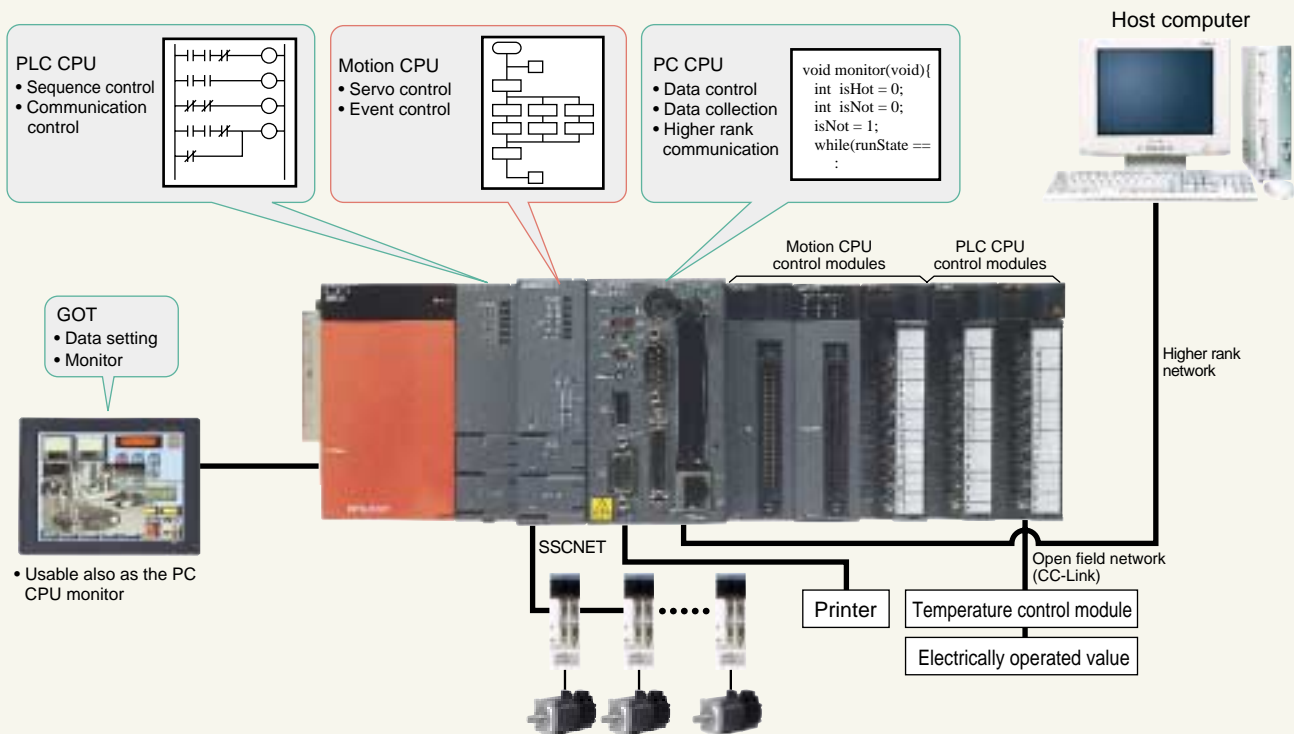 Host computer
PLC CPU
• Sequence control
• Communication
control
Motion CPU
• Servo control
• Event control
PC CPU
• Data control
• Data collection
• Higher rank
communication
void monitor(void){
int isHot = 0;
int isNot = 0;
isNot = 1;
while(runState ==
:
Motion CPU
control modules
PLC CPU
control modules
GOT
• Data setting
• Monitor
Higher rank
network
• Usable also as the PC
CPU monitor
SSCNET
Open field network
(CC-Link)
Printer
Temperature control module
Electrically operated value